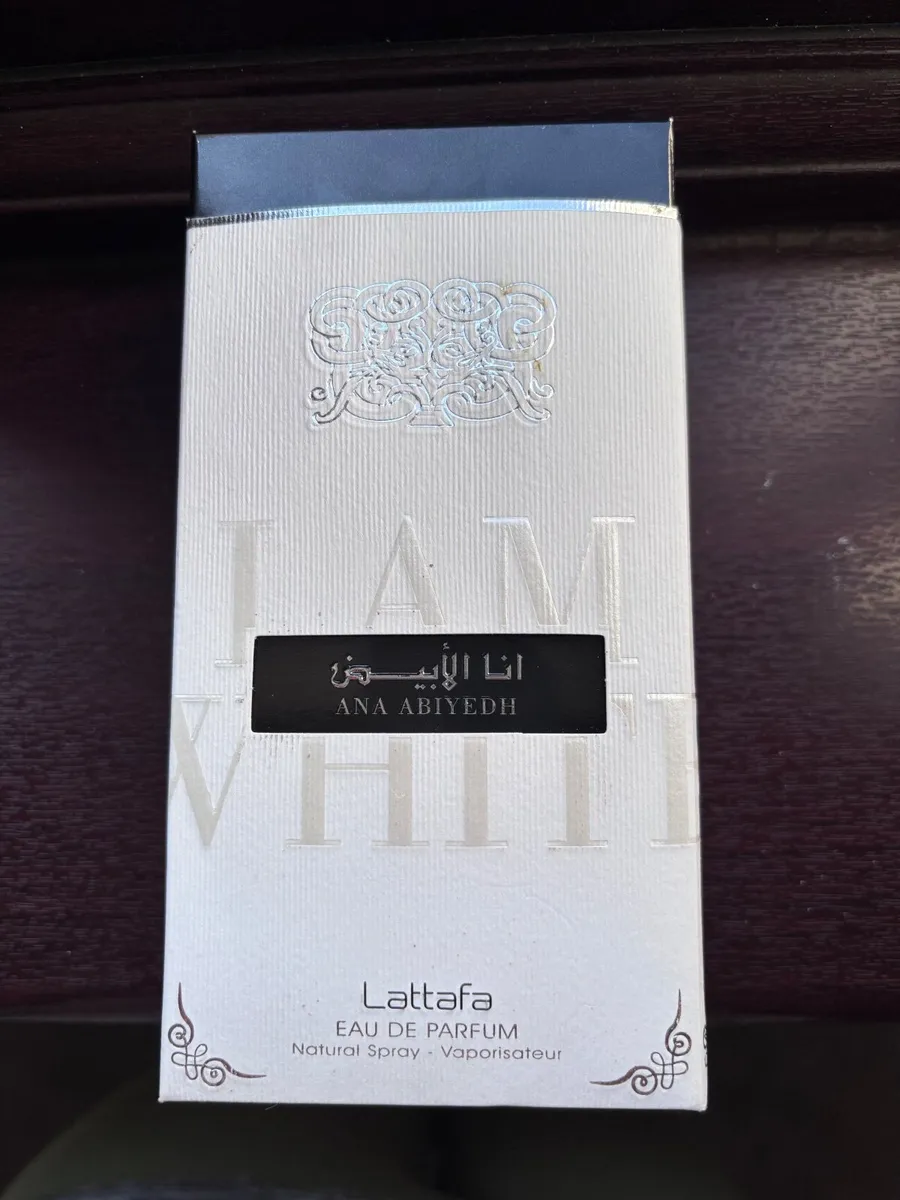 I AM
انا الأبيض
ANA ABIYEDH
WHITE
Lattafa
EAU DE PARFUM
Natural Spray - Vaporisateur